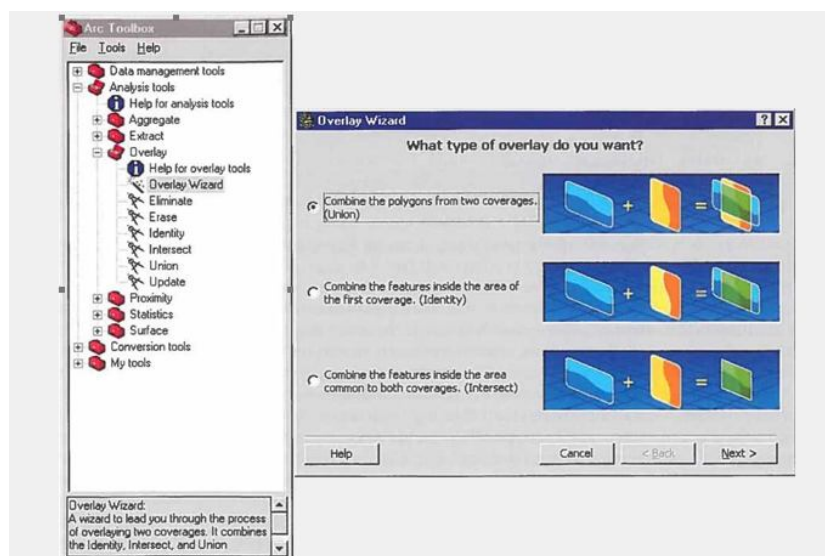 Arc Toolbox
File Tools Help
Data management tools
Analysis tools
Help for analysis tools
Aggregate
Extract
Overlay
Help for overlay tools
Overlay Wizard
Eliminate
Erase
Identity
Intersect
Union
Update
Proximity
Statistics
Surface
Conversion tools
My tools
Overlay Wizard:
A wizard to lead you through the process
of overlaying two coverages. It combines
the Identity, Intersect, and Union
Overlay Wizard
What type of overlay do you want?
Combine the polygons from two coverages.
(Union)
Combine the features inside the area of
the first coverage. (Identity)
Combine the features inside the area
common to both coverages. (Intersect)
Help
Cancel
< Back
Next >